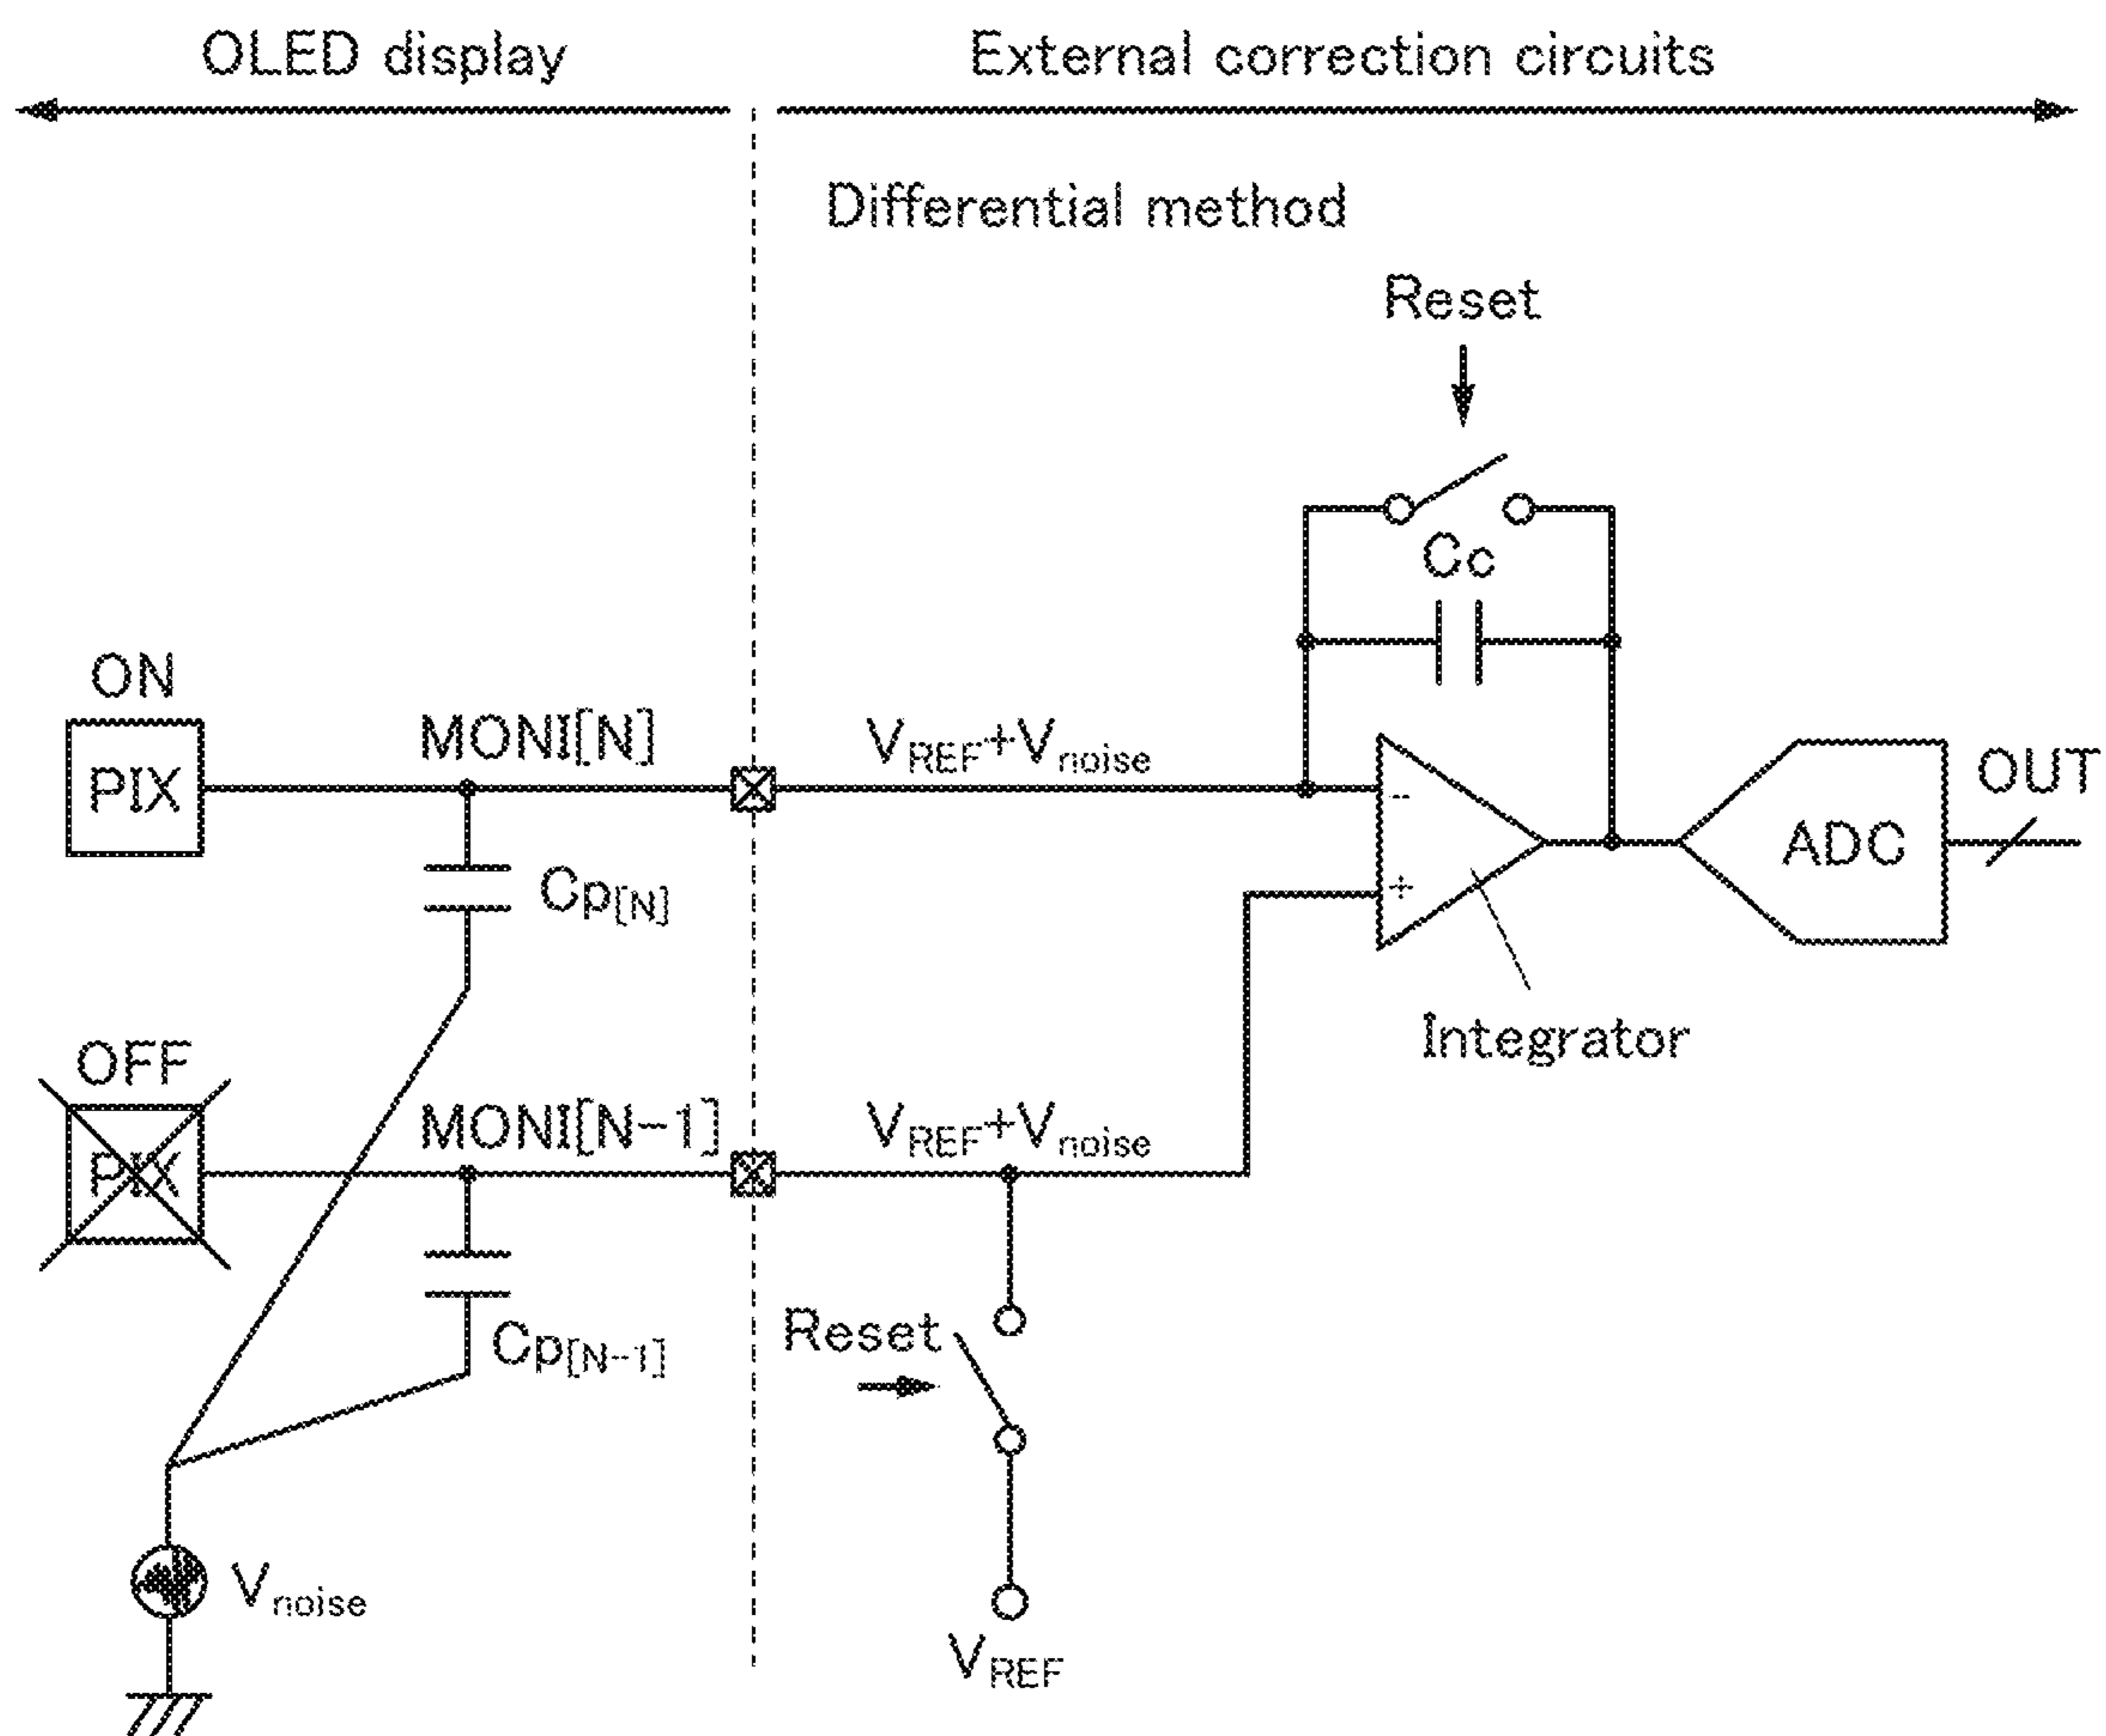 OLED display
External correction circuits
Differential method
Reset
Cc
ON
PIX
MONI[N]
VREF+Vnoise
-
+
ADC
OUT
Cp[N]
Integrator
OFF
PIX
MONI[N-1]
VREF+Vnoise
Cp[N-1]
Reset
Vnoise
VREF